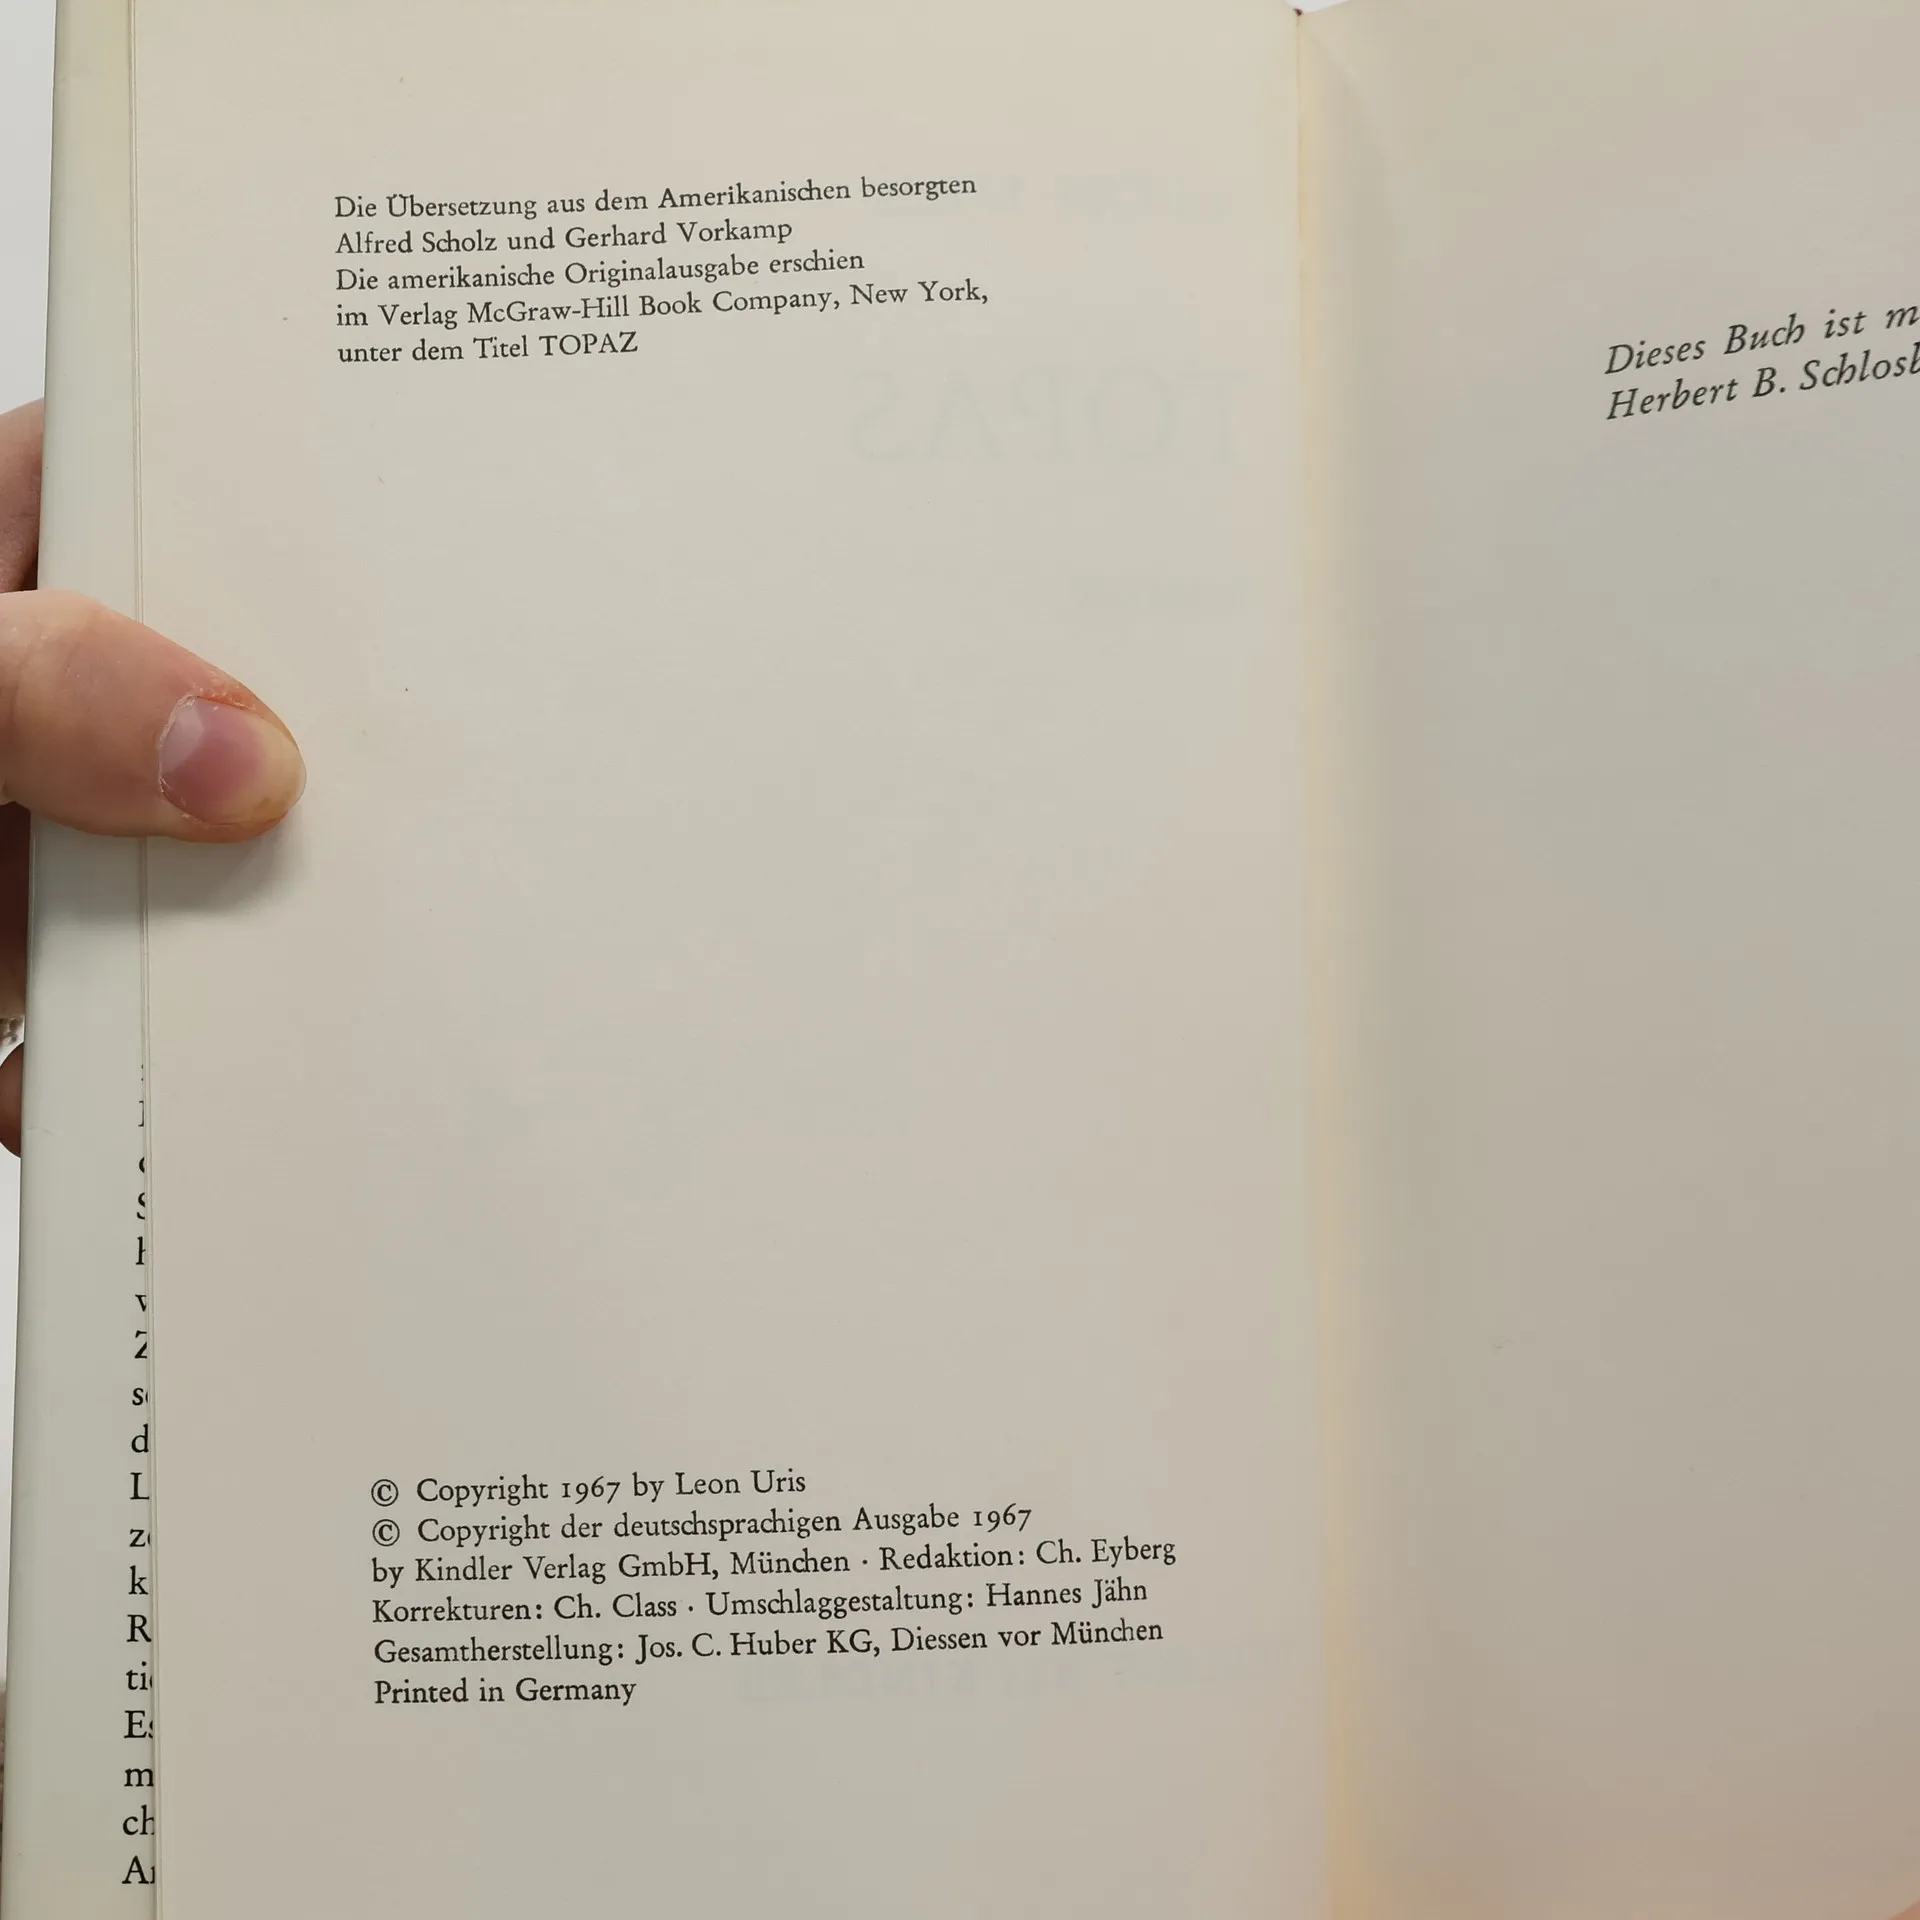 Die Übersetzung aus dem Amerikanischen besorgten
Alfred Scholz und Gerhard Vorkamp
Die amerikanische Originalausgabe erschien
im Verlag McGraw-Hill Book Company, New York,
unter dem Titel TOPAZ
© Copyright 1967 by Leon Uris
© Copyright der deutschsprachigen Ausgabe 1967
by Kindler Verlag GmbH, München · Redaktion: Ch. Eyberg
Korrekturen: Ch. Class · Umschlaggestaltung: Hannes Jähn
Gesamtherstellung: Jos. C. Huber KG, Diessen vor München
Printed in Germany
Dieses Buch ist
Herbert B.